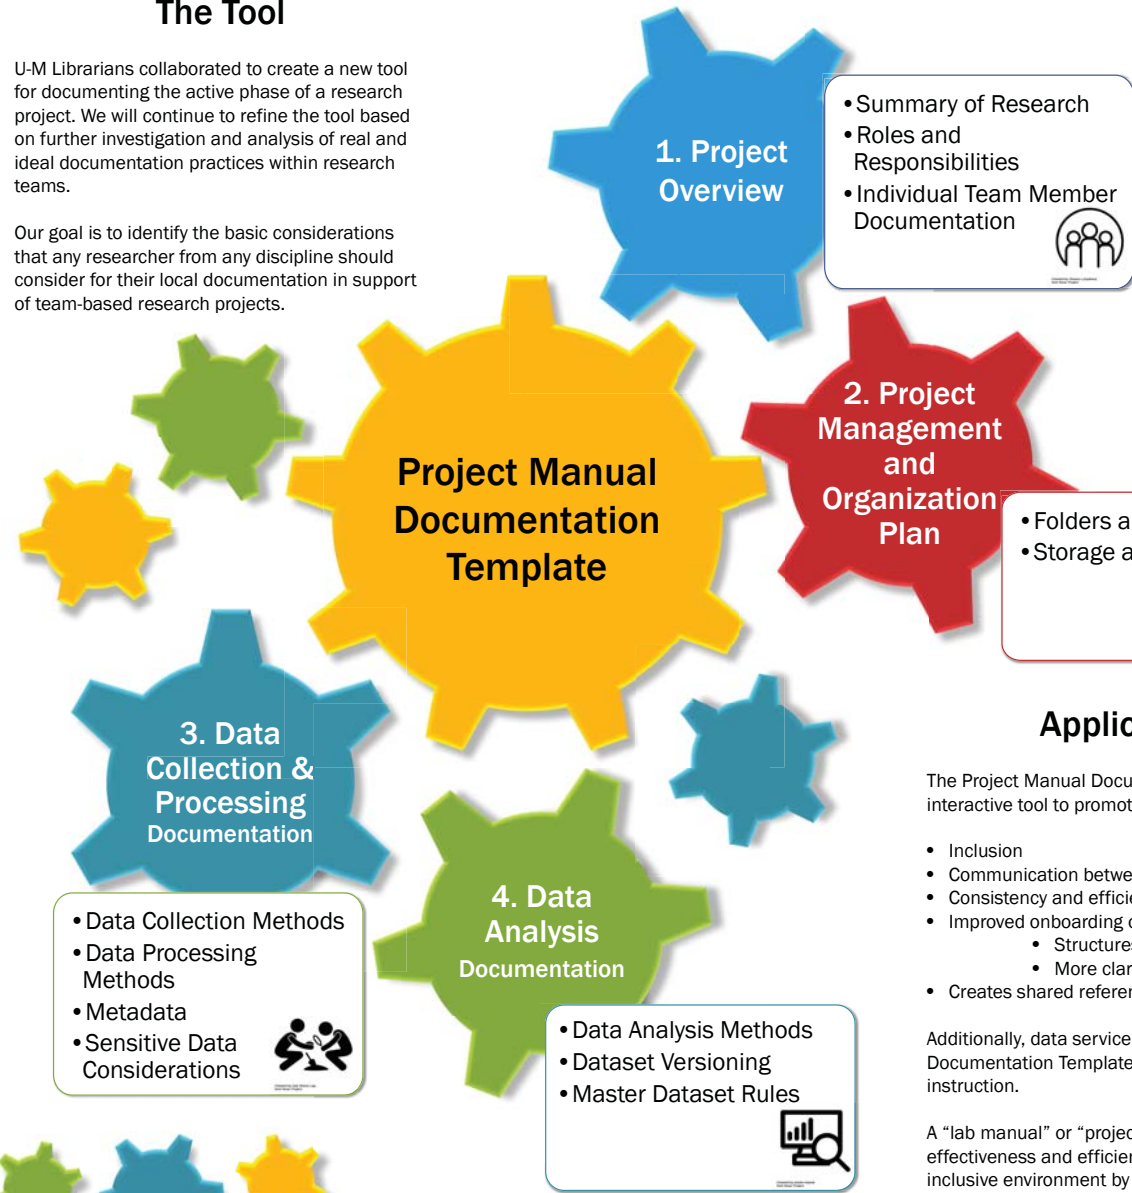 The Tool
U-M Librarians collaborated to create a new tool
for documenting the active phase of a research
project. We will continue to refine the tool based
on further investigation and analysis of real and
ideal documentation practices within research
teams.
Our goal is to identify the basic considerations
that any researcher from any discipline should
consider for their local documentation in support
of team-based research projects.
1. Project
Overview
• Summary of Research
• Roles and
Responsibilities
• Individual Team Member
Documentation
2. Project
Management
and
Organization
Plan
• Folders a
• Storage a
Project Manual
Documentation
Template
3. Data
Collection &
Processing
Documentation
• Data Collection Methods
• Data Processing
Methods
• Metadata
• Sensitive Data
Considerations
4. Data
Analysis
Documentation
• Data Analysis Methods
• Dataset Versioning
• Master Dataset Rules
Applic
The Project Manual Docu
interactive tool to promot
• Inclusion
• Communication betwe
• Consistency and efficie
• Improved onboarding o
• Structures
• More clar
• Creates shared referen
Additionally, data service
Documentation Template
instruction.
A “lab manual” or “projec
effectiveness and efficien
inclusive environment by